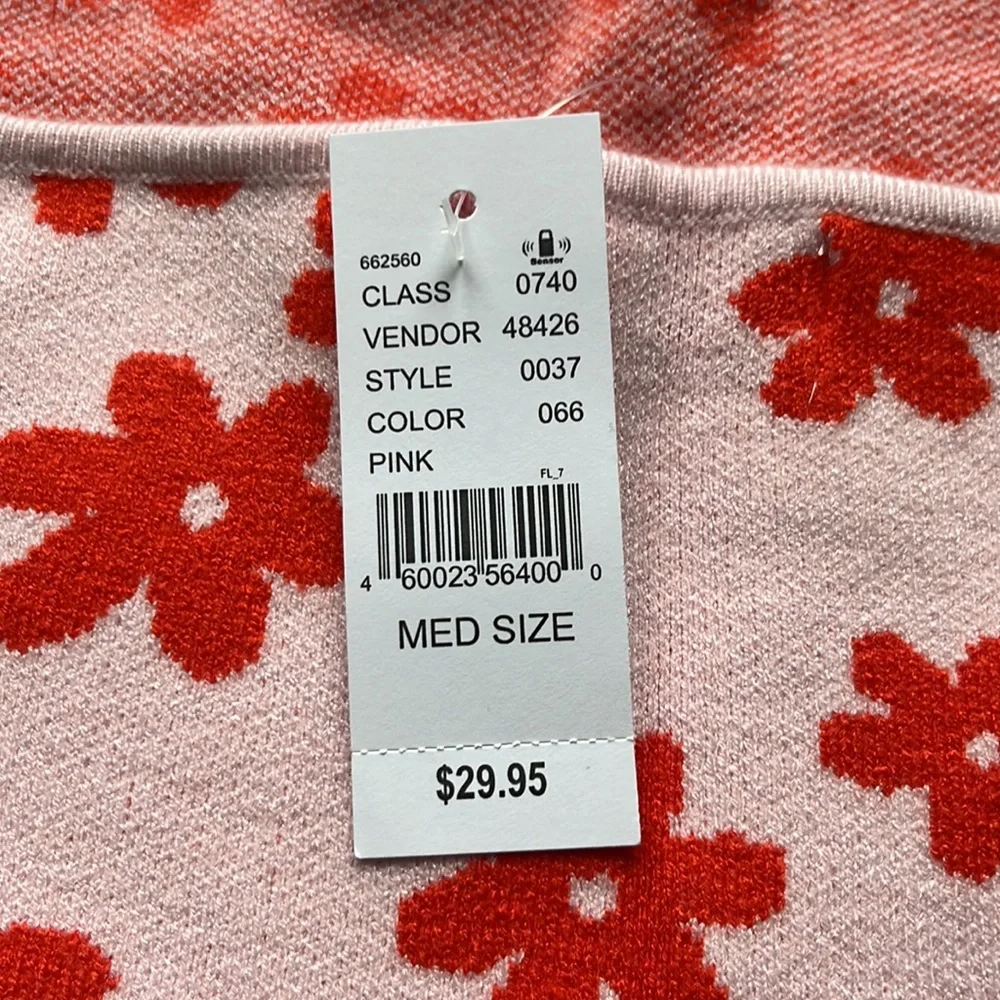 662560
Sensor
CLASS 0740
VENDOR 48426
STYLE 0037
COLOR 066
PINK
FL_7
4 60023 56400 0
MED SIZE
$29.95